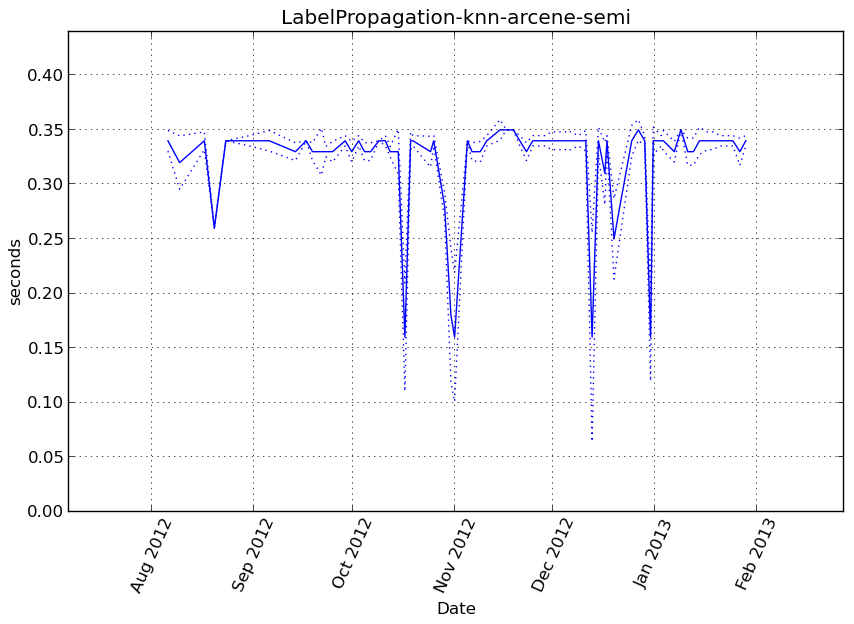 LabelPropagation-knn-arcene-semi
0.40
0.35
0.30
0.25
0.20
0.15
0.10
0.05
0.00
seconds
Aug 2012
Sep 2012
Oct 2012
Nov 2012
Dec 2012
Jan 2013
Feb 2013
Date